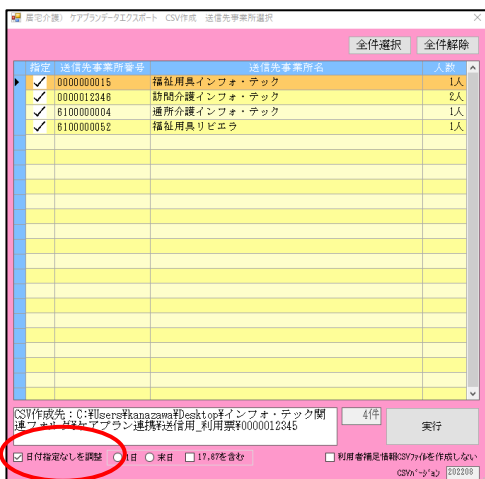 居宅介護） ケアプランデータエクスポート CSV作成 送信先事業所選択
全件選択 全件解除
指定 送信先事業所番号 送信先事業所名 人数
0000000015 福祉用具インフォ・テック 1人
0000012346 訪問介護インフォ・テック 2人
6100000004 通所介護インフォ・テック 1人
6100000052 福祉用具リビエラ 1人
CSV作成先：C:¥Users¥kanazawa¥Desktop¥インフォ・テック関
連フォルダ¥ケアプラン連携¥送信用_利用票¥0000012345
4件
実行
日付指定なしを調整 1日 末日 17,67を含む 利用者補足情報CSVファイルを作成しない
CSVバージョン 202208